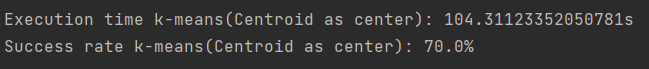 Execution time k-means(Centroid as center): 104.31123352050781s
Success rate k-means(Centroid as center): 70.0%